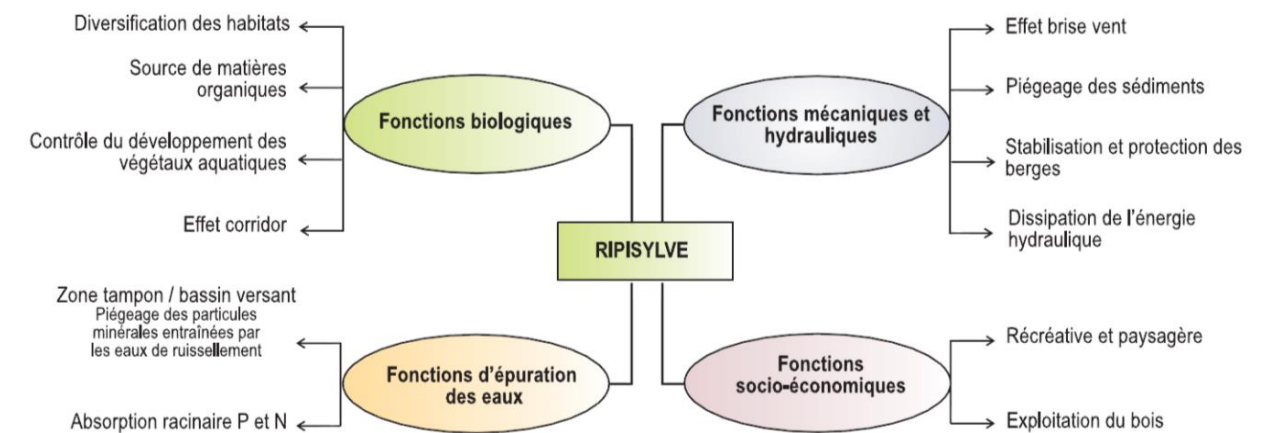 Diversification des habitats
Source de matières
organiques
Contrôle du développement des
végétaux aquatiques
Effet corridor
Fonctions biologiques
Fonctions mécaniques et
hydrauliques
Effet brise vent
Piégeage des sédiments
Stabilisation et protection des
berges
Dissipation de l'énergie
hydraulique
RIPISYLVE
Zone tampon / bassin versant
Piégeage des particules
minérales entraînées par
les eaux de ruissellement
Absorption racinaire P et N
Fonctions d'épuration
des eaux
Fonctions
socio-économiques
Récréative et paysagère
Exploitation du bois